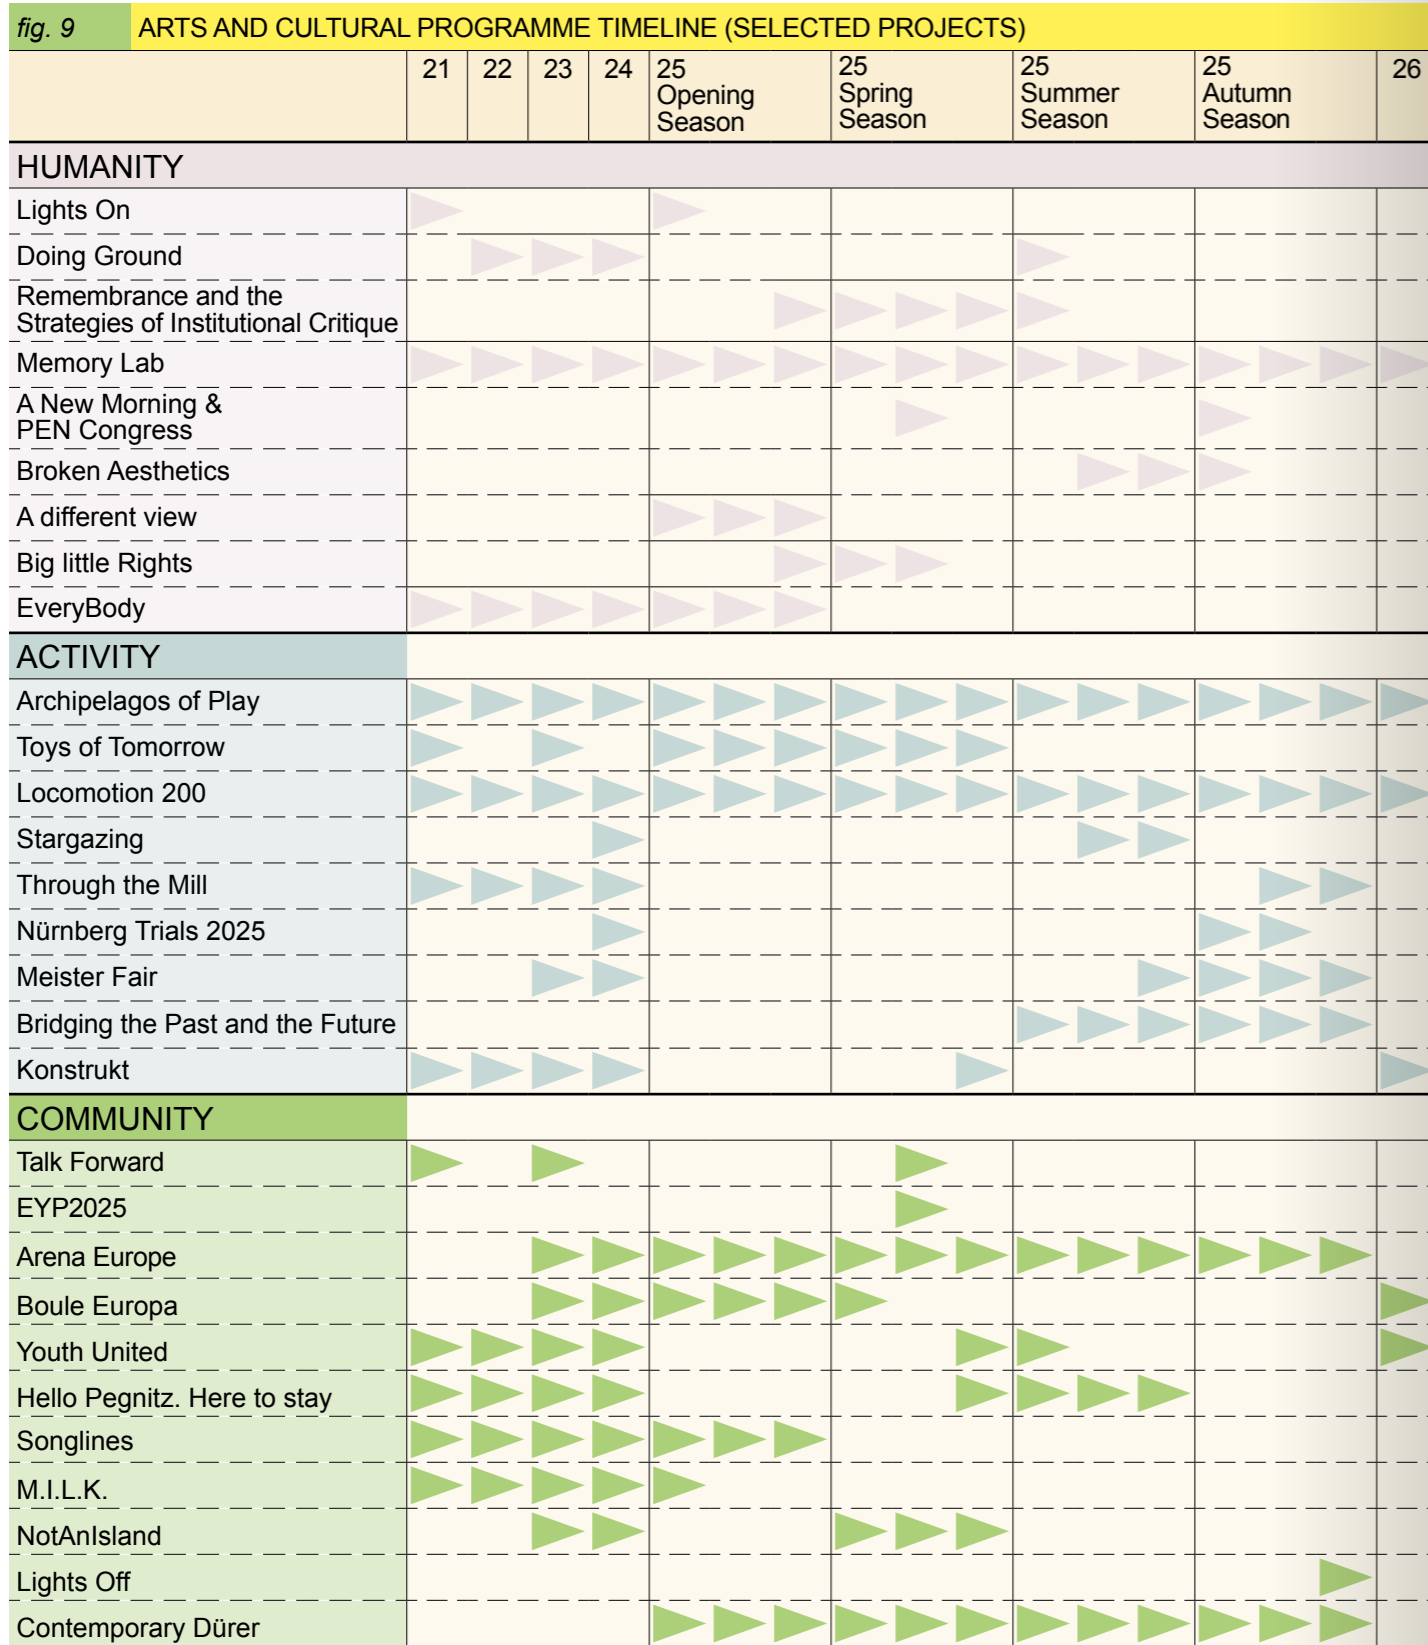 fig. 9 ARTS AND CULTURAL PROGRAMME TIMELINE (SELECTED PROJECTS)
21 22 23 24 25 Opening Season 25 Spring Season 25 Summer Season 25 Autumn Season 26
HUMANITY
Lights On
Doing Ground
Remembrance and the
Strategies of Institutional Critique
Memory Lab
A New Morning &
PEN Congress
Broken Aesthetics
A different view
Big little Rights
EveryBody
ACTIVITY
Archipelagos of Play
Toys of Tomorrow
Locomotion 200
Stargazing
Through the Mill
Nürnberg Trials 2025
Meister Fair
Bridging the Past and the Future
Konstrukt
COMMUNITY
Talk Forward
EYP2025
Arena Europe
Boule Europa
Youth United
Hello Pegnitz. Here to stay
Songlines
M.I.L.K.
NotAnIsland
Lights Off
Contemporary Dürer